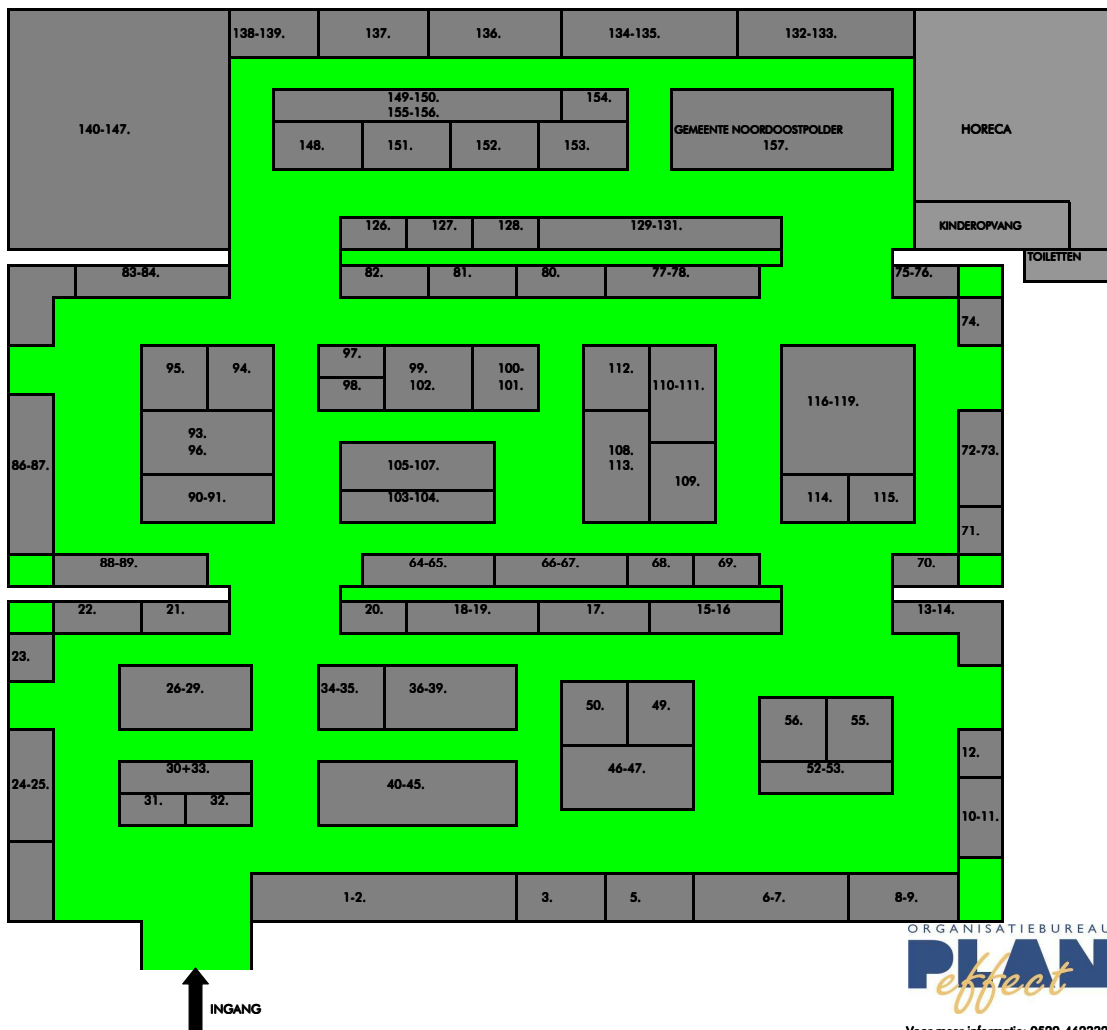 138-139. 137. 136. 134-135. 132-133.
149-150. 154.
155-156.
140-147. GEMEENTE NOORDOOSTPOLDER HORECA
148. 151. 152. 153. 157.
126. 127. 128. 129-131. KINDEROPVANG
TOILETTEN
83-84. 82. 81. 80. 77-78. 75-76.
74.
97.
95. 94. 99. 100- 112. 110-111.
98. 102. 101. 116-119.
93.
96. 108.
86-87. 105-107. 113. 72-73.
109.
90-91. 103-104. 114. 115.
71.
88-89. 64-65. 66-67. 68. 69. 70.
22. 21. 20. 18-19. 17. 15-16 13-14.
23.
26-29. 34-35. 36-39.
50. 49. 56. 55.
12.
30+33. 46-47. 52-53.
24-25. 40-45.
31. 32. 10-11.
1-2. 3. 5. 6-7. 8-9.
ORGANISATIEBUREAU
PLAN
effect
INGANG